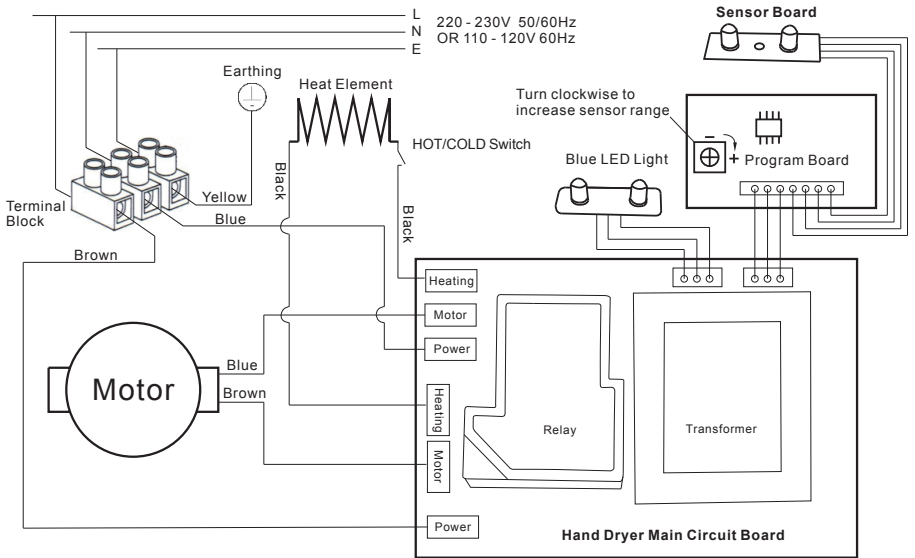 L
N
E
220 - 230V 50/60Hz
OR 110 - 120V 60Hz
Sensor Board
Earthing
Heat Element
HOT/COLD Switch
Turn clockwise to
increase sensor range
− +
Program Board
Blue LED Light
Black
Black
Yellow
Blue
Terminal
Block
Brown
Heating
Motor
Power
Blue
Brown
Motor
Heating
Motor
Power
Relay
Transformer
Hand Dryer Main Circuit Board